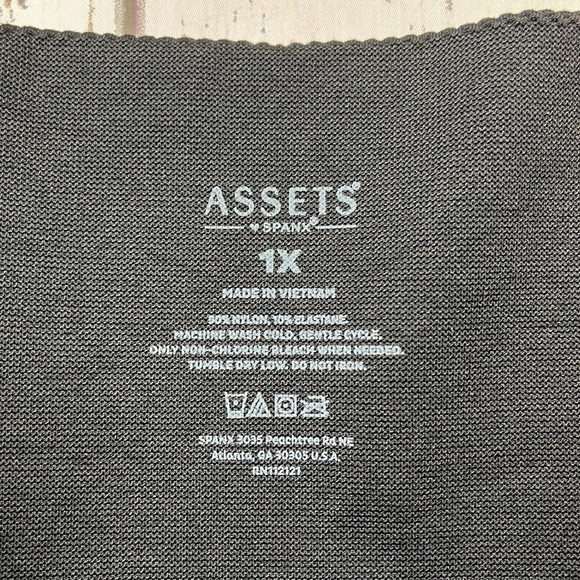 ASSETS®
♥ SPANX®
1X
MADE IN VIETNAM
90% NYLON, 10% ELASTANE.
MACHINE WASH COLD, GENTLE CYCLE.
ONLY NON-CHLORINE BLEACH WHEN NEEDED.
TUMBLE DRY LOW. DO NOT IRON.
SPANX 3035 Peachtree Rd NE
Atlanta, GA 30305 U.S.A.
RN112121